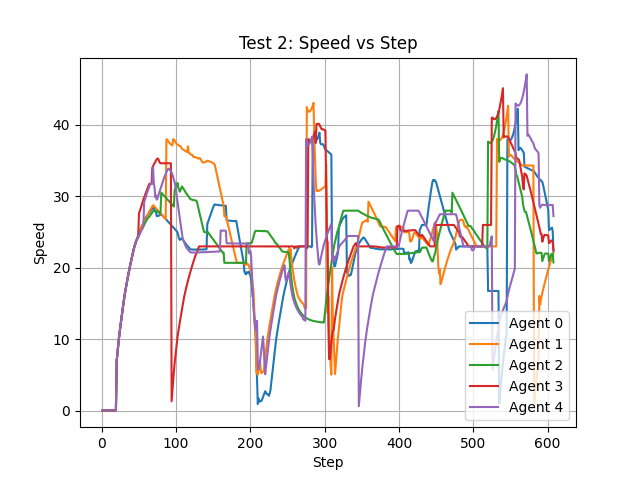 Test 2: Speed vs Step
Speed
40
30
20
10
0
0 100 200 300 400 500 600
Step
Agent 0
Agent 1
Agent 2
Agent 3
Agent 4